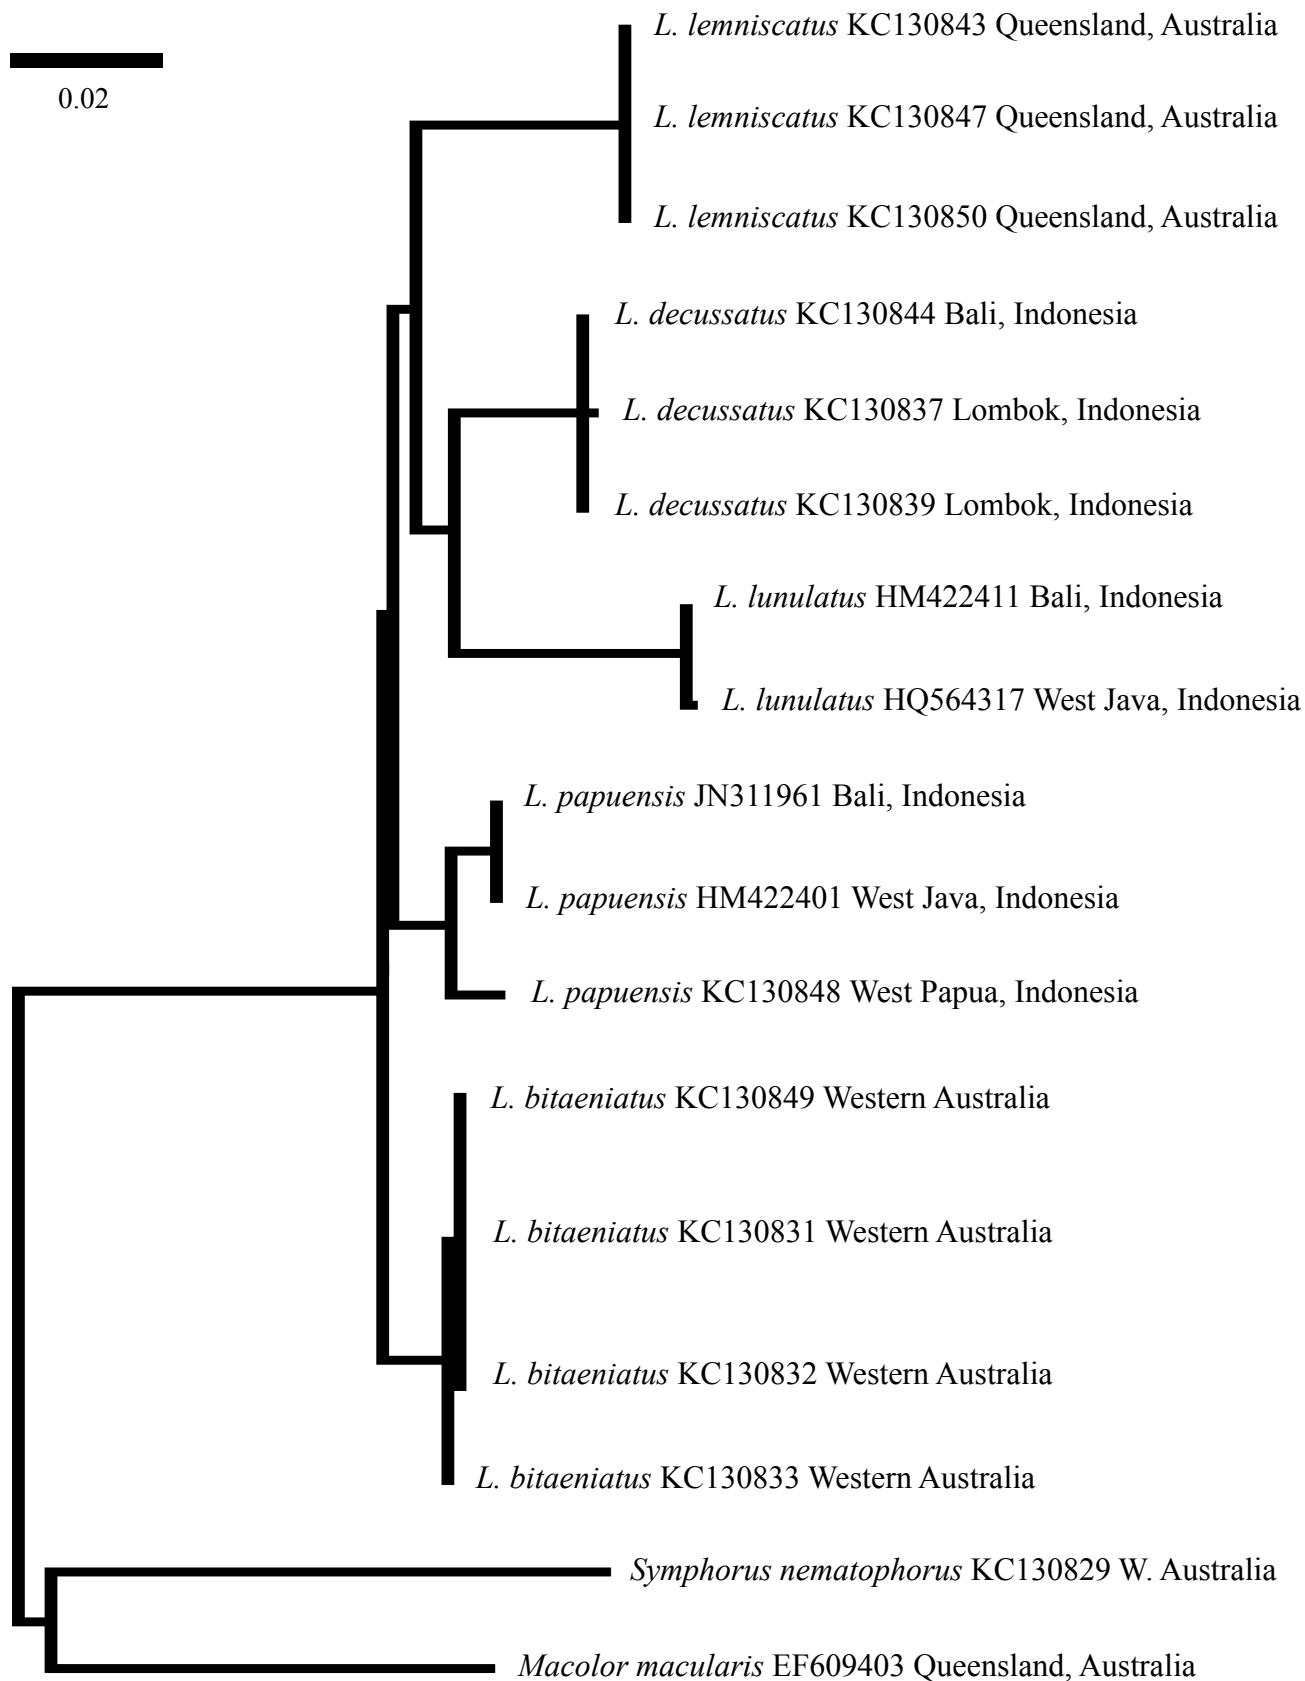 L. lemniscatus KC130843 Queensland, Australia
0.02
L. lemniscatus KC130847 Queensland, Australia
L. lemniscatus KC130850 Queensland, Australia
L. decussatus KC130844 Bali, Indonesia
L. decussatus KC130837 Lombok, Indonesia
L. decussatus KC130839 Lombok, Indonesia
L. lunulatus HM422411 Bali, Indonesia
L. lunulatus HQ564317 West Java, Indonesia
L. papuensis JN311961 Bali, Indonesia
L. papuensis HM422401 West Java, Indonesia
L. papuensis KC130848 West Papua, Indonesia
L. bitaeniatus KC130849 Western Australia
L. bitaeniatus KC130831 Western Australia
L. bitaeniatus KC130832 Western Australia
L. bitaeniatus KC130833 Western Australia
Symphorus nematophorus KC130829 W. Australia
Macolor macularis EF609403 Queensland, Australia